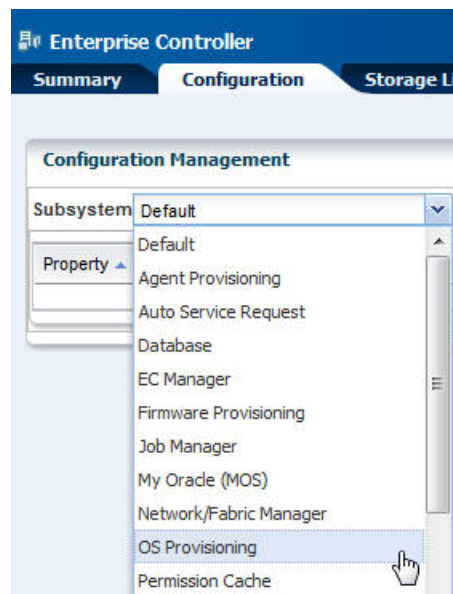 Enterprise Controller
Summary Configuration Storage Li
Configuration Management
Subsystem Default
Property
Default
Agent Provisioning
Auto Service Request
Database
EC Manager
Firmware Provisioning
Job Manager
My Oracle (MOS)
Network/Fabric Manager
OS Provisioning
Permission Cache